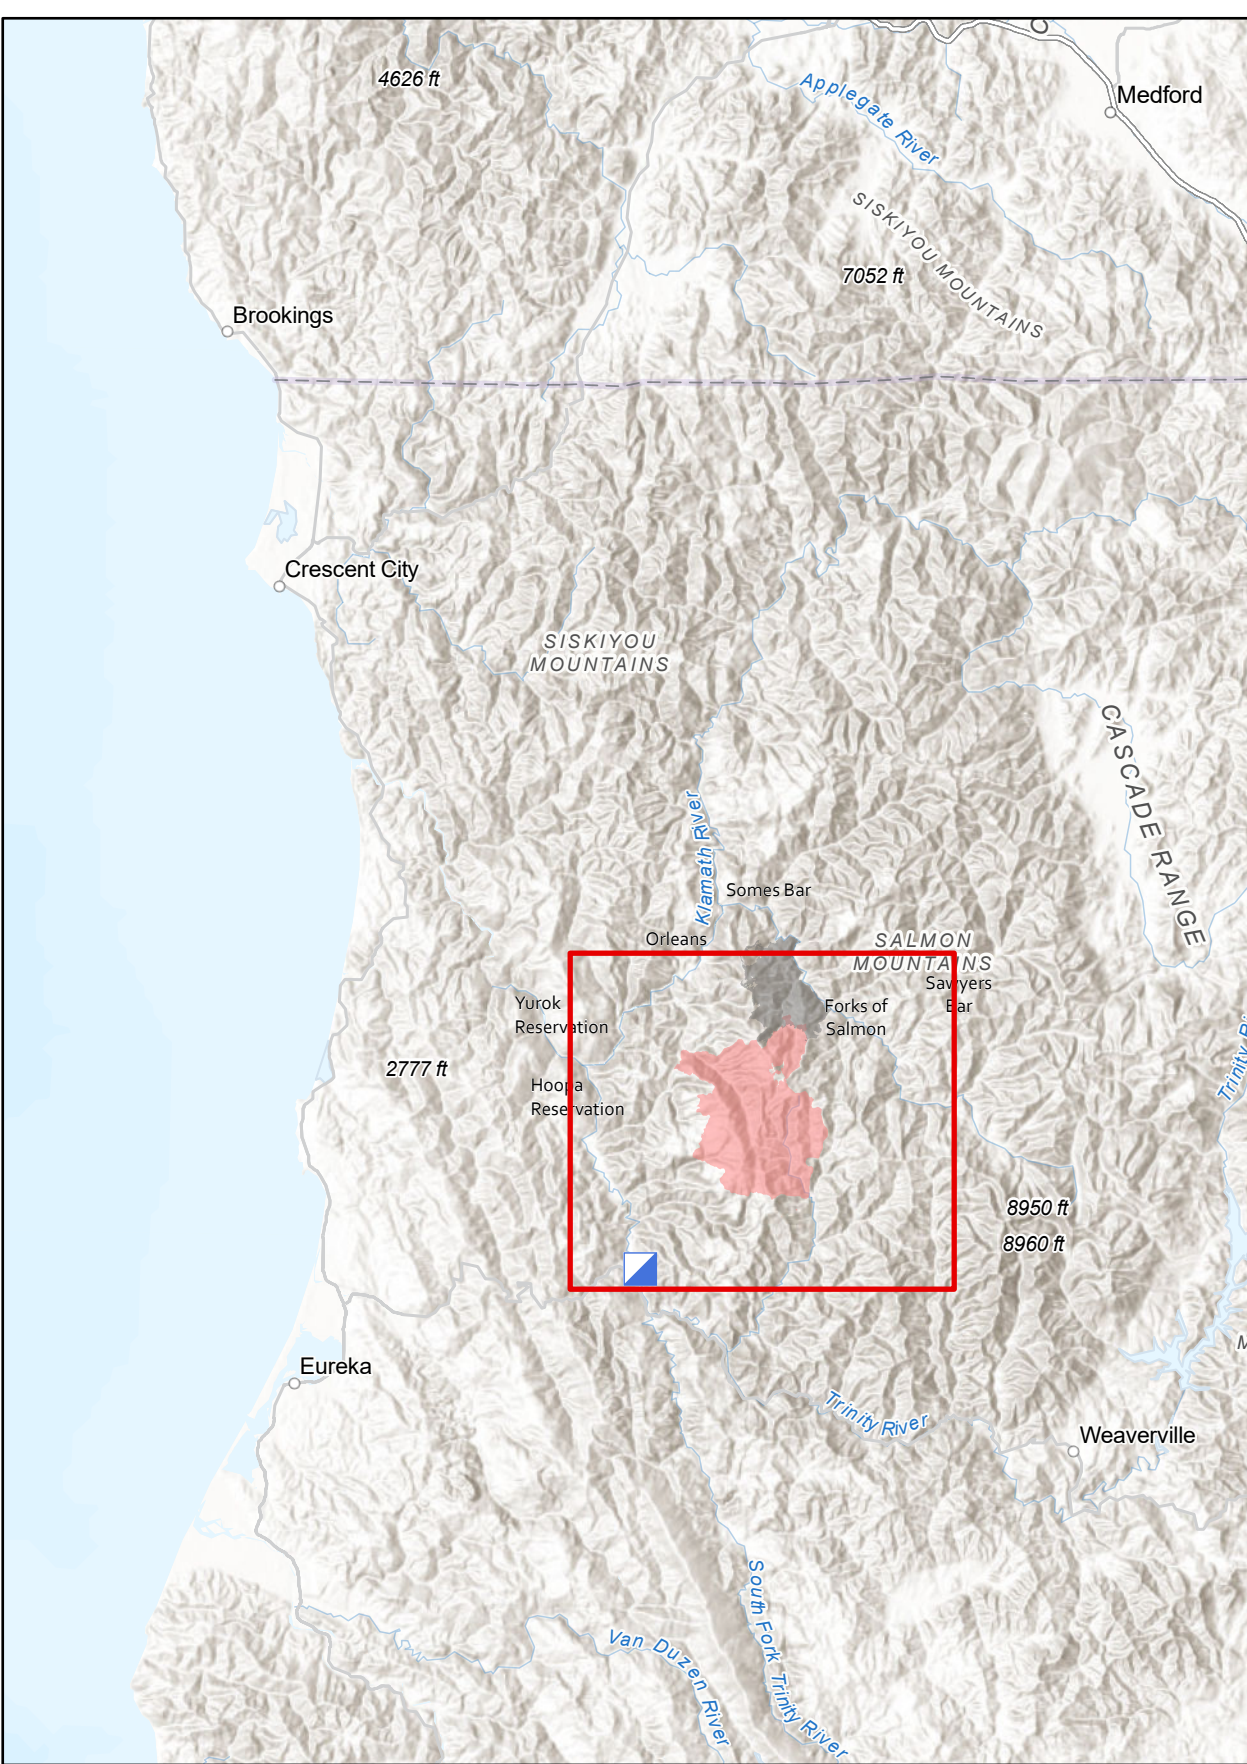 4626 ft
Medford
Applegate River
SISKIYOU MOUNTAINS
7052 ft
Brookings
Crescent City
SISKIYOU
MOUNTAINS
CASCADE RANGE
Klamath River
Somes Bar
Orleans
SALMON
MOUNTAINS
Sawyers
Bar
Yurok
Reservation
Forks of
Salmon
2777 ft
Hoopa
Reservation
8950 ft
8960 ft
Eureka
Trinity River
Weaverville
South Fork Trinity River
Van Duzen River
Trinity